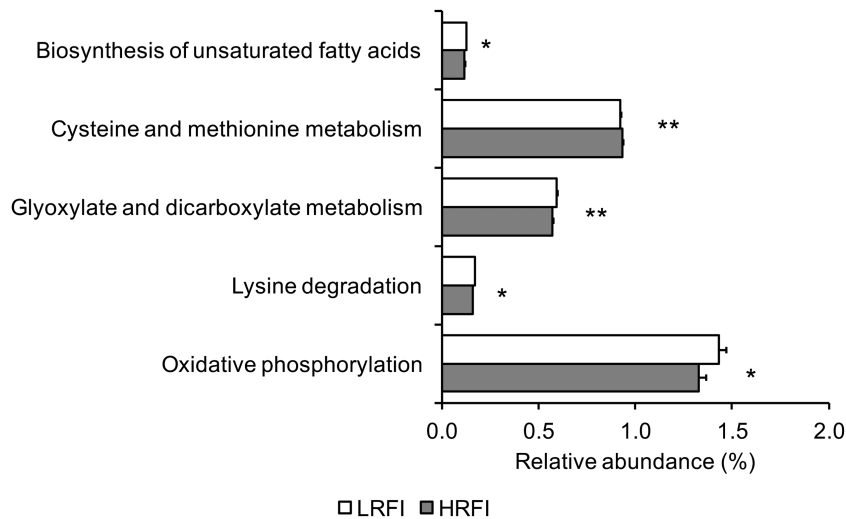 Biosynthesis of unsaturated fatty acids *
Cysteine and methionine metabolism **
Glyoxylate and dicarboxylate metabolism **
Lysine degradation *
Oxidative phosphorylation *
0.0 0.5 1.0 1.5 2.0
Relative abundance (%)
LRFI HRFI